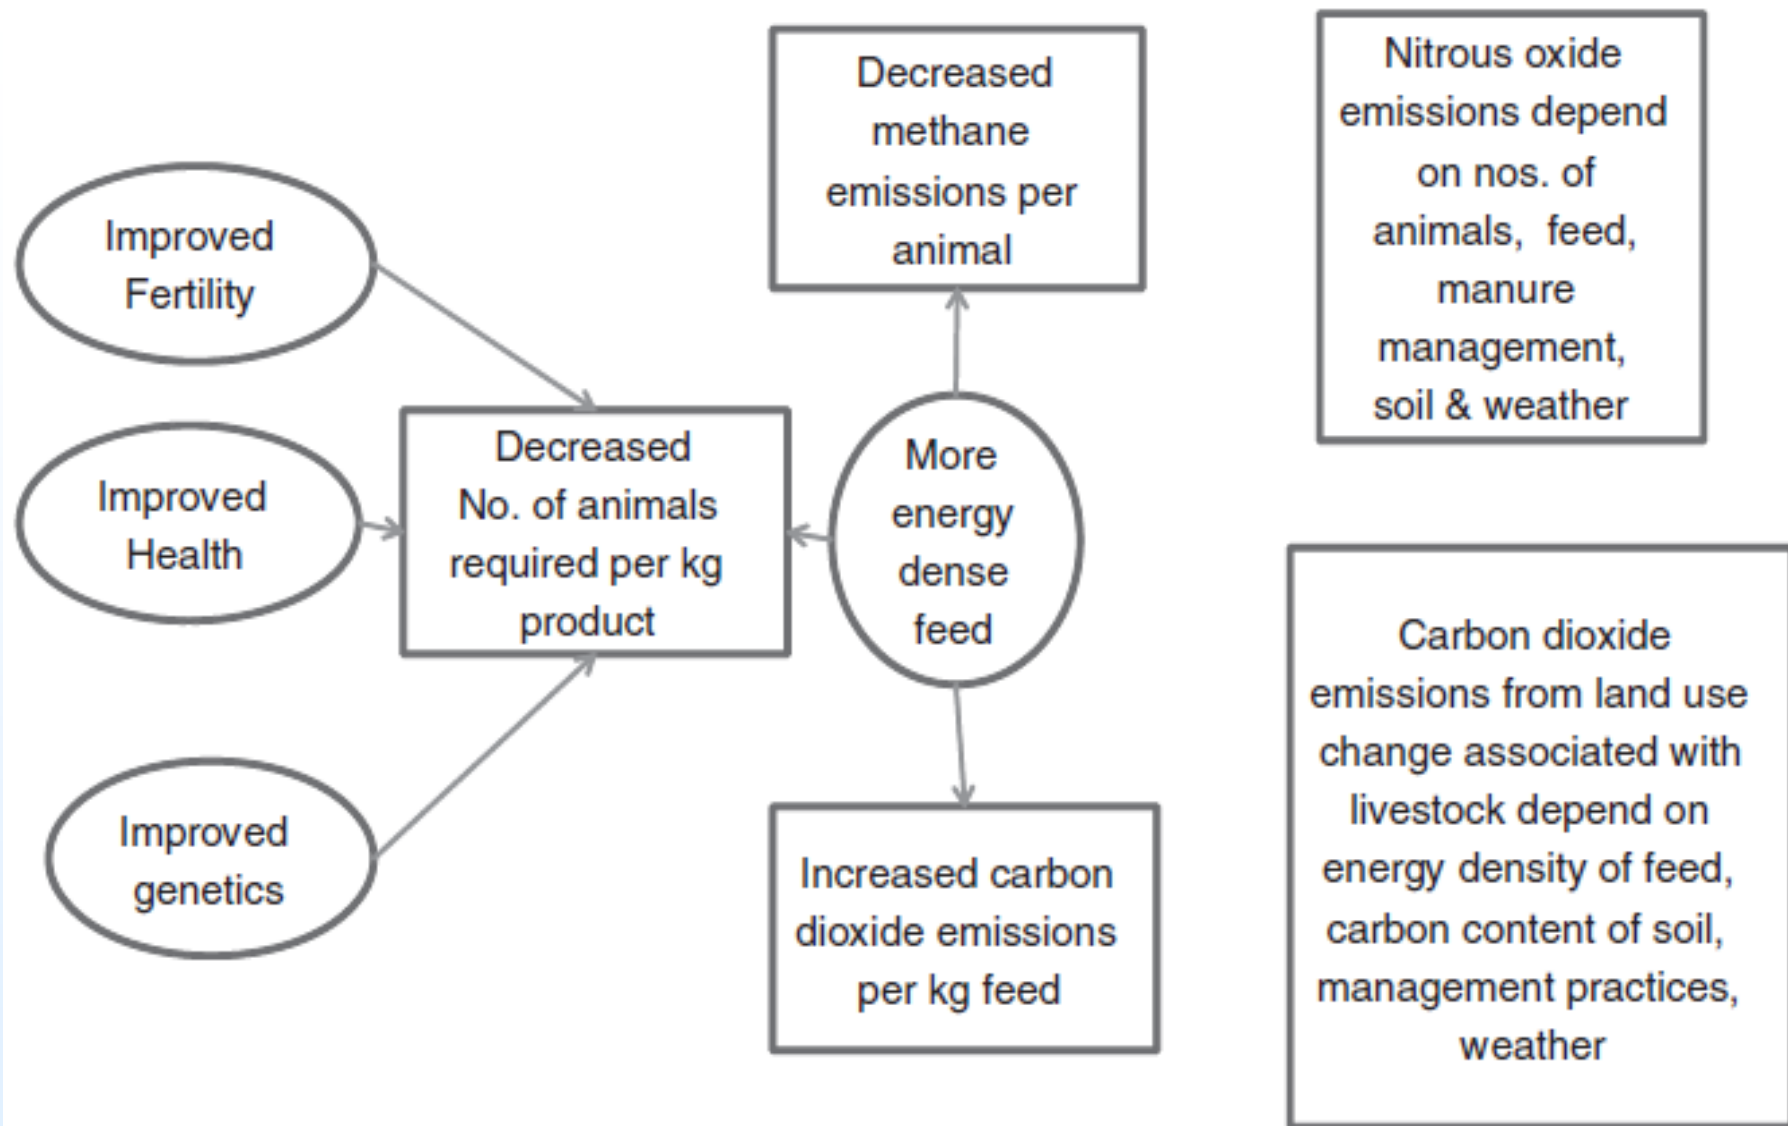 Improved
Fertility
Improved
Health
Improved
genetics
Decreased
No. of animals
required per kg
product
Decreased
methane
emissions per
animal
More
energy
dense
feed
Increased carbon
dioxide emissions
per kg feed
Nitrous oxide
emissions depend
on nos. of
animals, feed,
manure
management,
soil & weather
Carbon dioxide
emissions from land use
change associated with
livestock depend on
energy density of feed,
carbon content of soil,
management practices,
weather